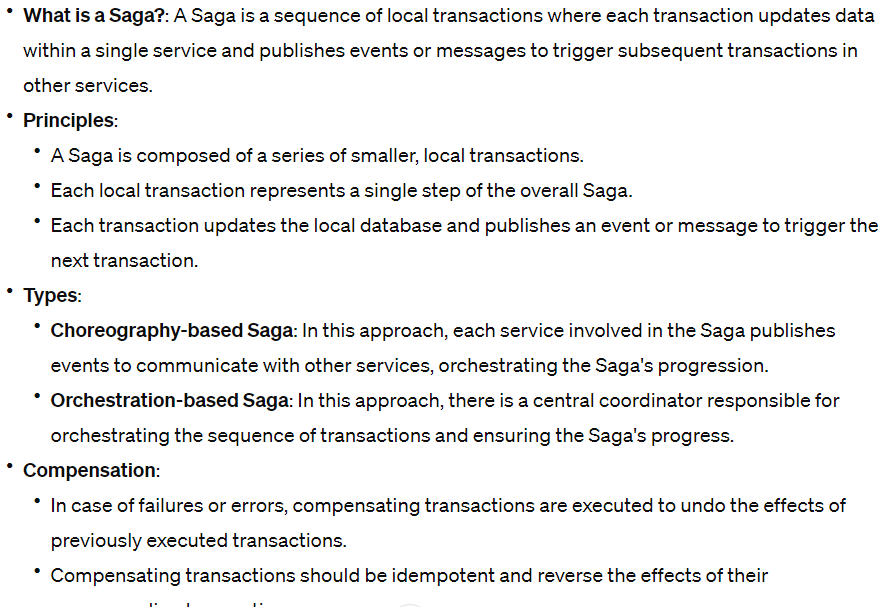 • What is a Saga?: A Saga is a sequence of local transactions where each transaction updates data
within a single service and publishes events or messages to trigger subsequent transactions in
other services.
• Principles:
• A Saga is composed of a series of smaller, local transactions.
• Each local transaction represents a single step of the overall Saga.
• Each transaction updates the local database and publishes an event or message to trigger the
next transaction.
• Types:
• Choreography-based Saga: In this approach, each service involved in the Saga publishes
events to communicate with other services, orchestrating the Saga's progression.
• Orchestration-based Saga: In this approach, there is a central coordinator responsible for
orchestrating the sequence of transactions and ensuring the Saga's progress.
• Compensation:
• In case of failures or errors, compensating transactions are executed to undo the effects of
previously executed transactions.
• Compensating transactions should be idempotent and reverse the effects of their